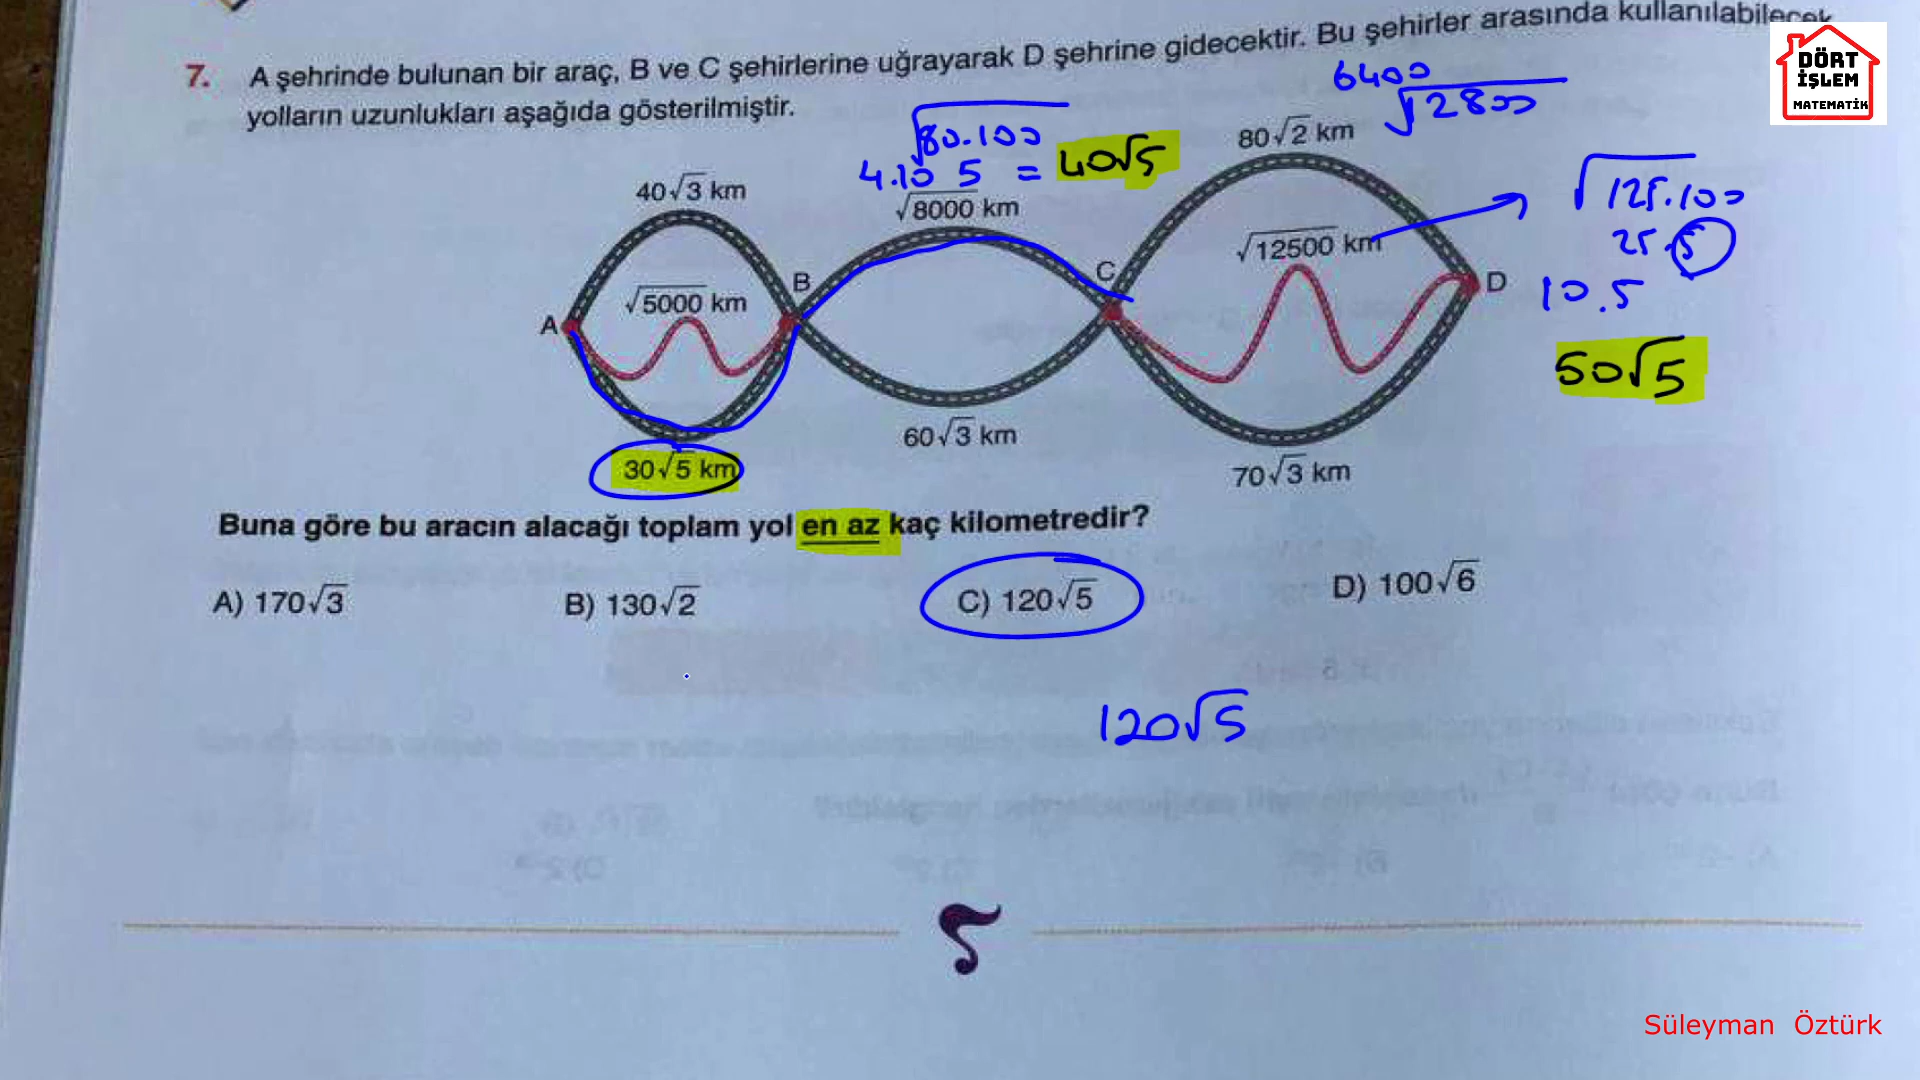 7. A şehrinde bulunan bir araç, B ve C şehirlerine uğrayarak D şehrine gidecektir. Bu şehirler arasında kullanılabilecek
yolların uzunlukları aşağıda gösterilmiştir.
DÖRT
İŞLEM
MATEMATİK
6400
√12800
√80.100
4.10 5 = 40√5
80√2 km
40√3 km
√8000 km
√125.100
25.5
√12500 km
10.5
√5000 km
A
B
C
D
50√5
60√3 km
30√5 km
70√3 km
Buna göre bu aracın alacağı toplam yol en az kaç kilometredir?
A) 170√3
B) 130√2
C) 120√5
D) 100√6
120√5
Süleyman Öztürk